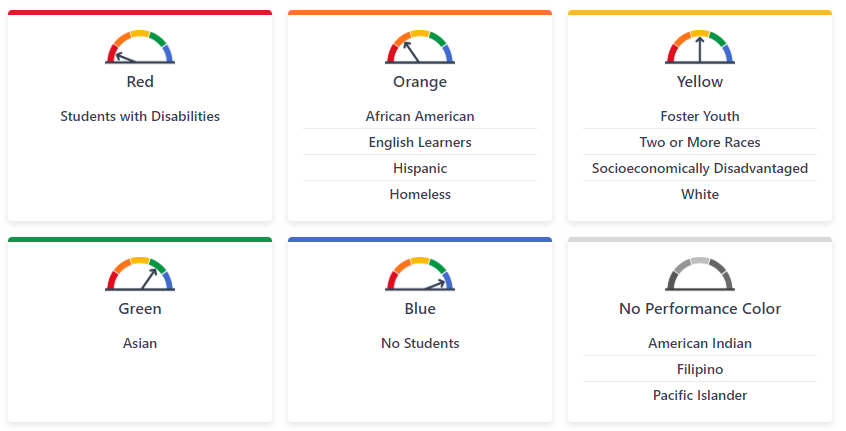 Red
Students with Disabilities
Orange
African American
English Learners
Hispanic
Homeless
Yellow
Foster Youth
Two or More Races
Socioeconomically Disadvantaged
White
Green
Asian
Blue
No Students
No Performance Color
American Indian
Filipino
Pacific Islander